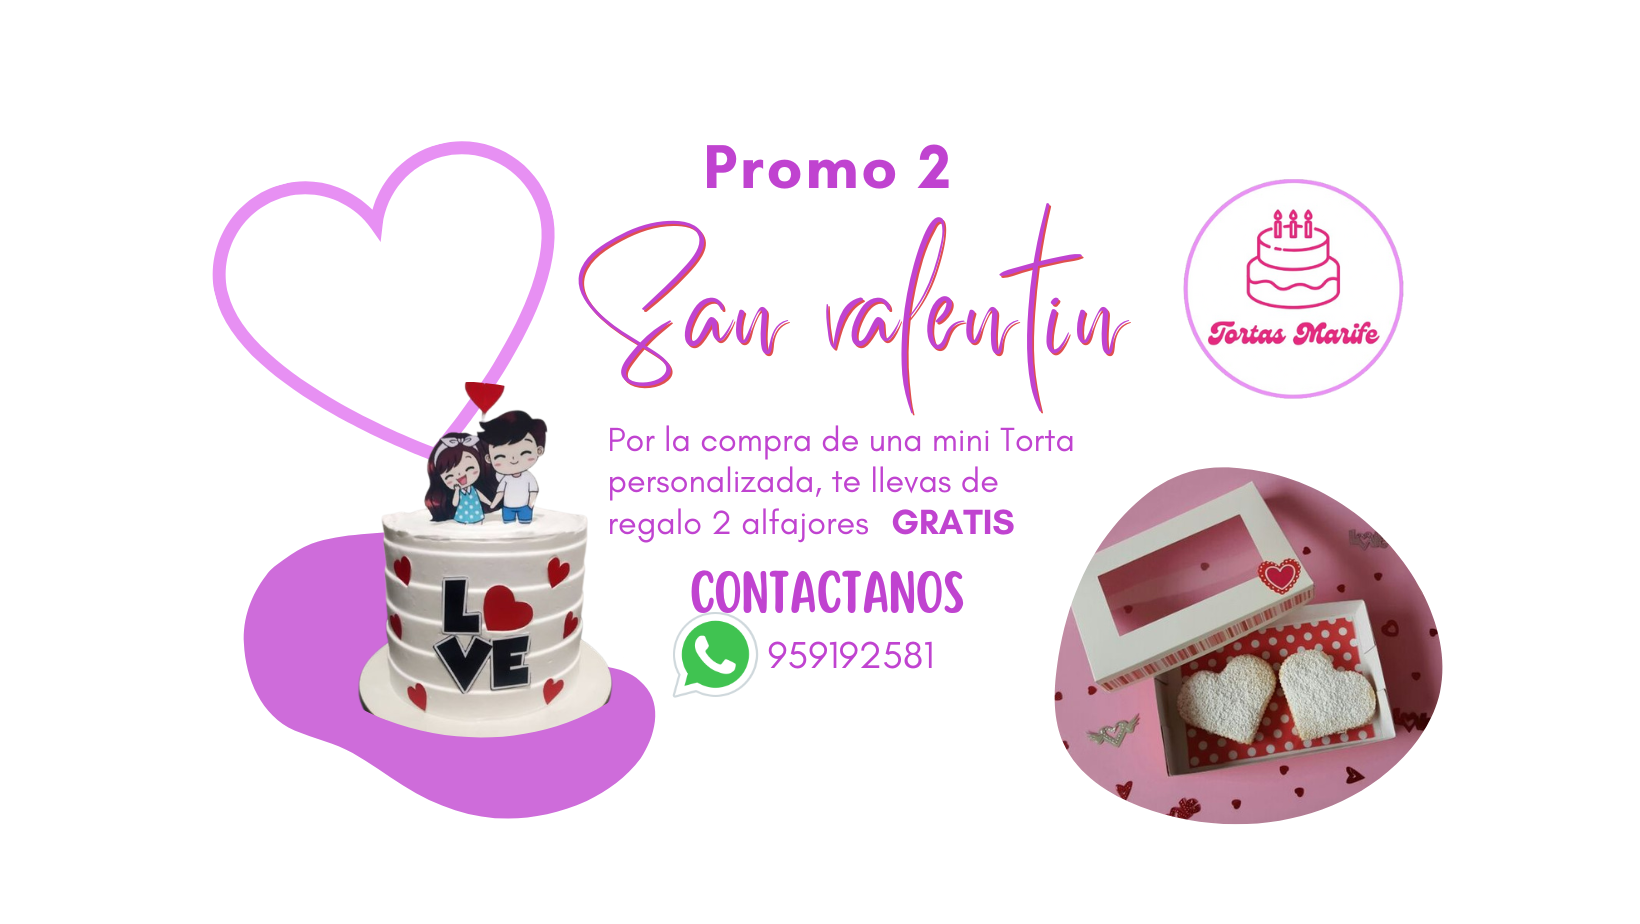 Promo 2
San valentin
Tortas Marife
Por la compra de una mini Torta
personalizada, te llevas de
regalo 2 alfajores GRATIS
CONTACTANOS
959192581
L
VE